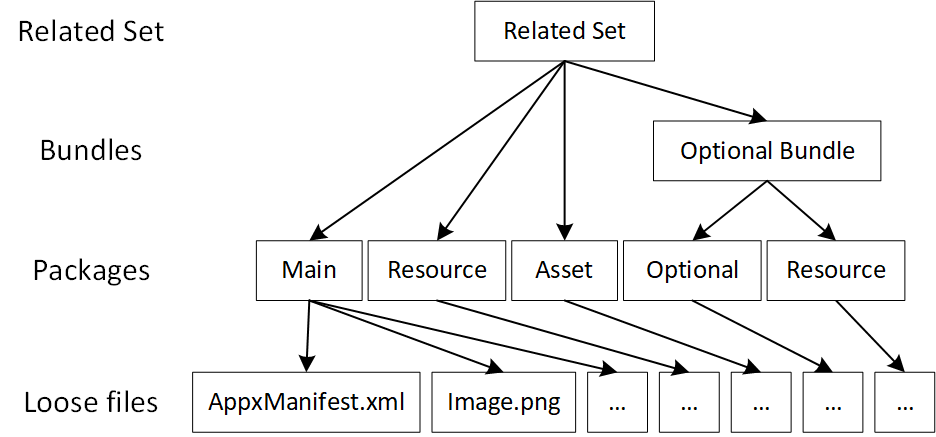 Related Set
Related Set
Bundles
Optional Bundle
Packages
Main
Resource
Asset
Optional
Resource
Loose files
AppxManifest.xml
Image.png
...
...
...
...
...